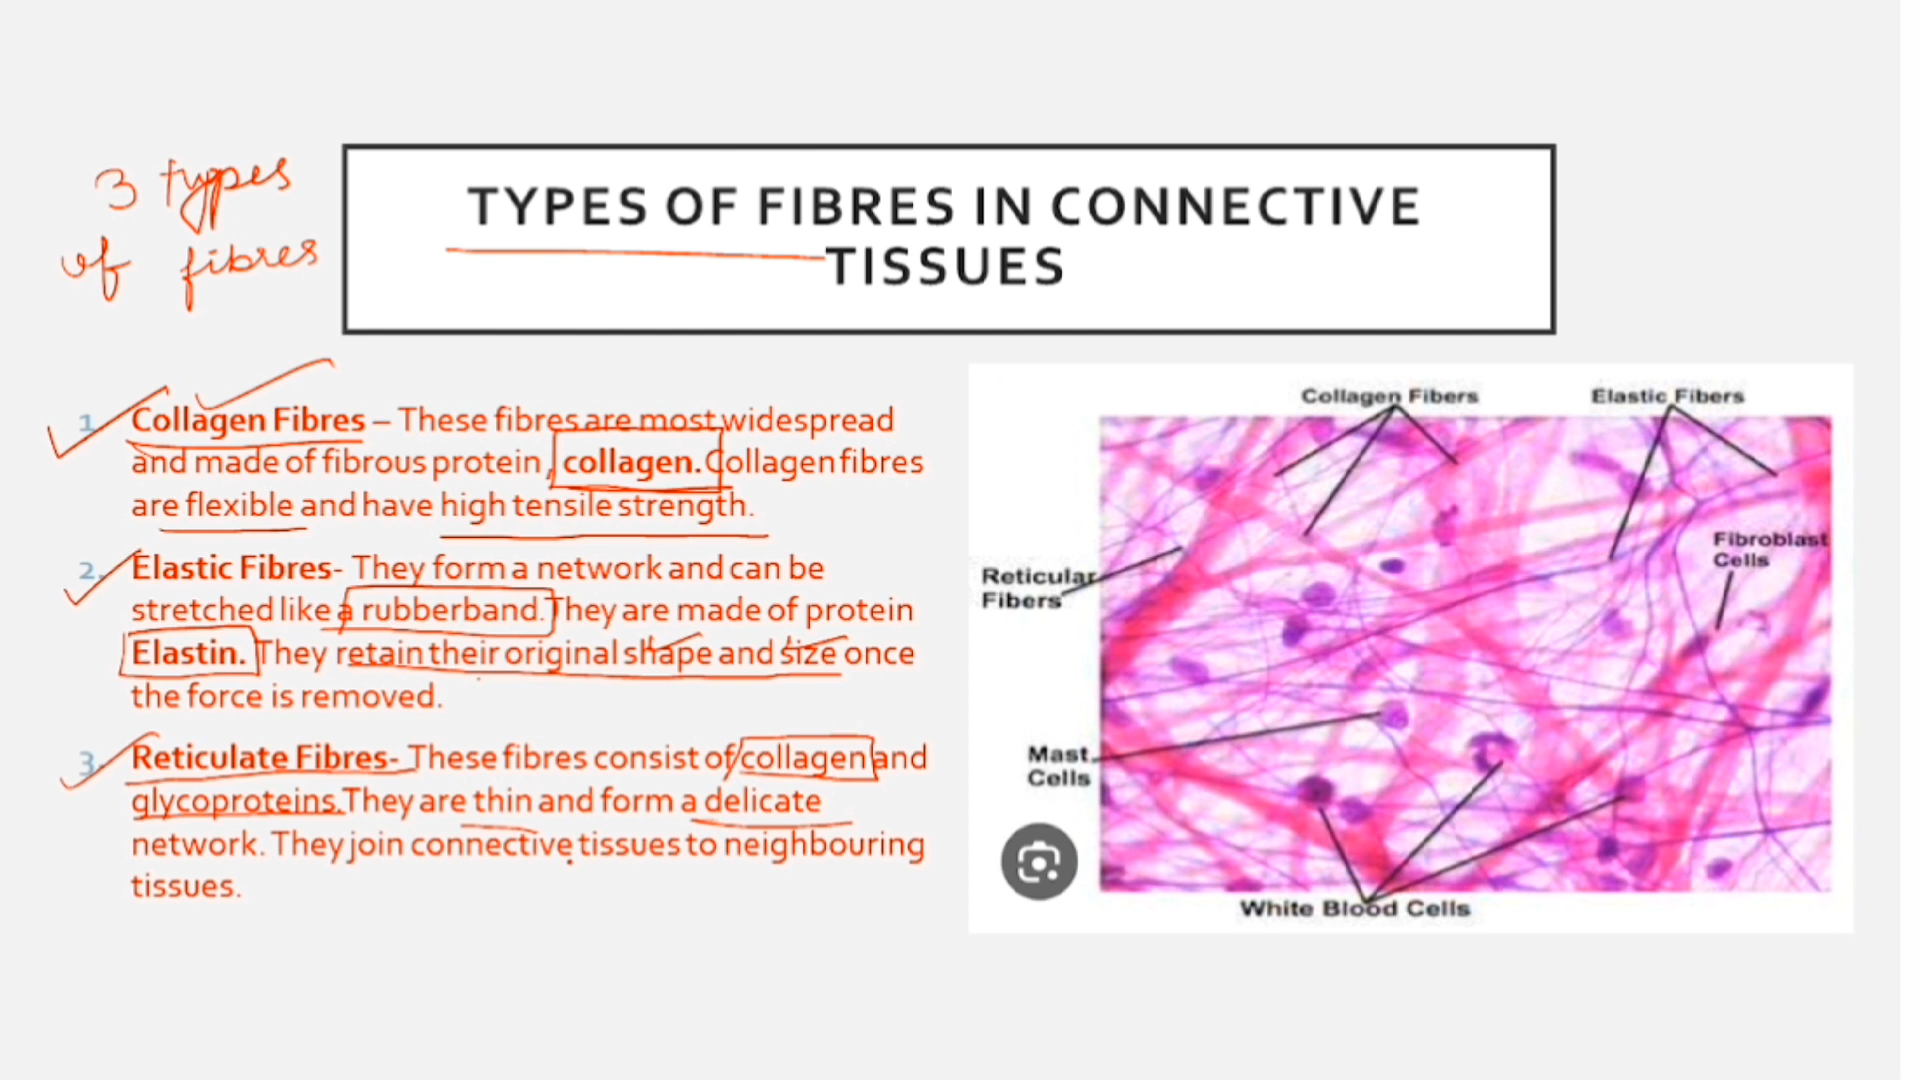 3 types
of fibres
TYPES OF FIBRES IN CONNECTIVE
TISSUES
1. Collagen Fibres – These fibres are most widespread
and made of fibrous protein, collagen. Collagen fibres
are flexible and have high tensile strength.
2. Elastic Fibres- They form a network and can be
stretched like a rubberband. They are made of protein
Elastin. They retain their original shape and size once
the force is removed.
3. Reticulate Fibres- These fibres consist of collagen and
glycoproteins. They are thin and form a delicate
network. They join connective tissues to neighbouring
tissues.
Collagen Fibers
Elastic Fibers
Fibroblast
Cells
Reticular
Fibers
Mast
Cells
White Blood Cells